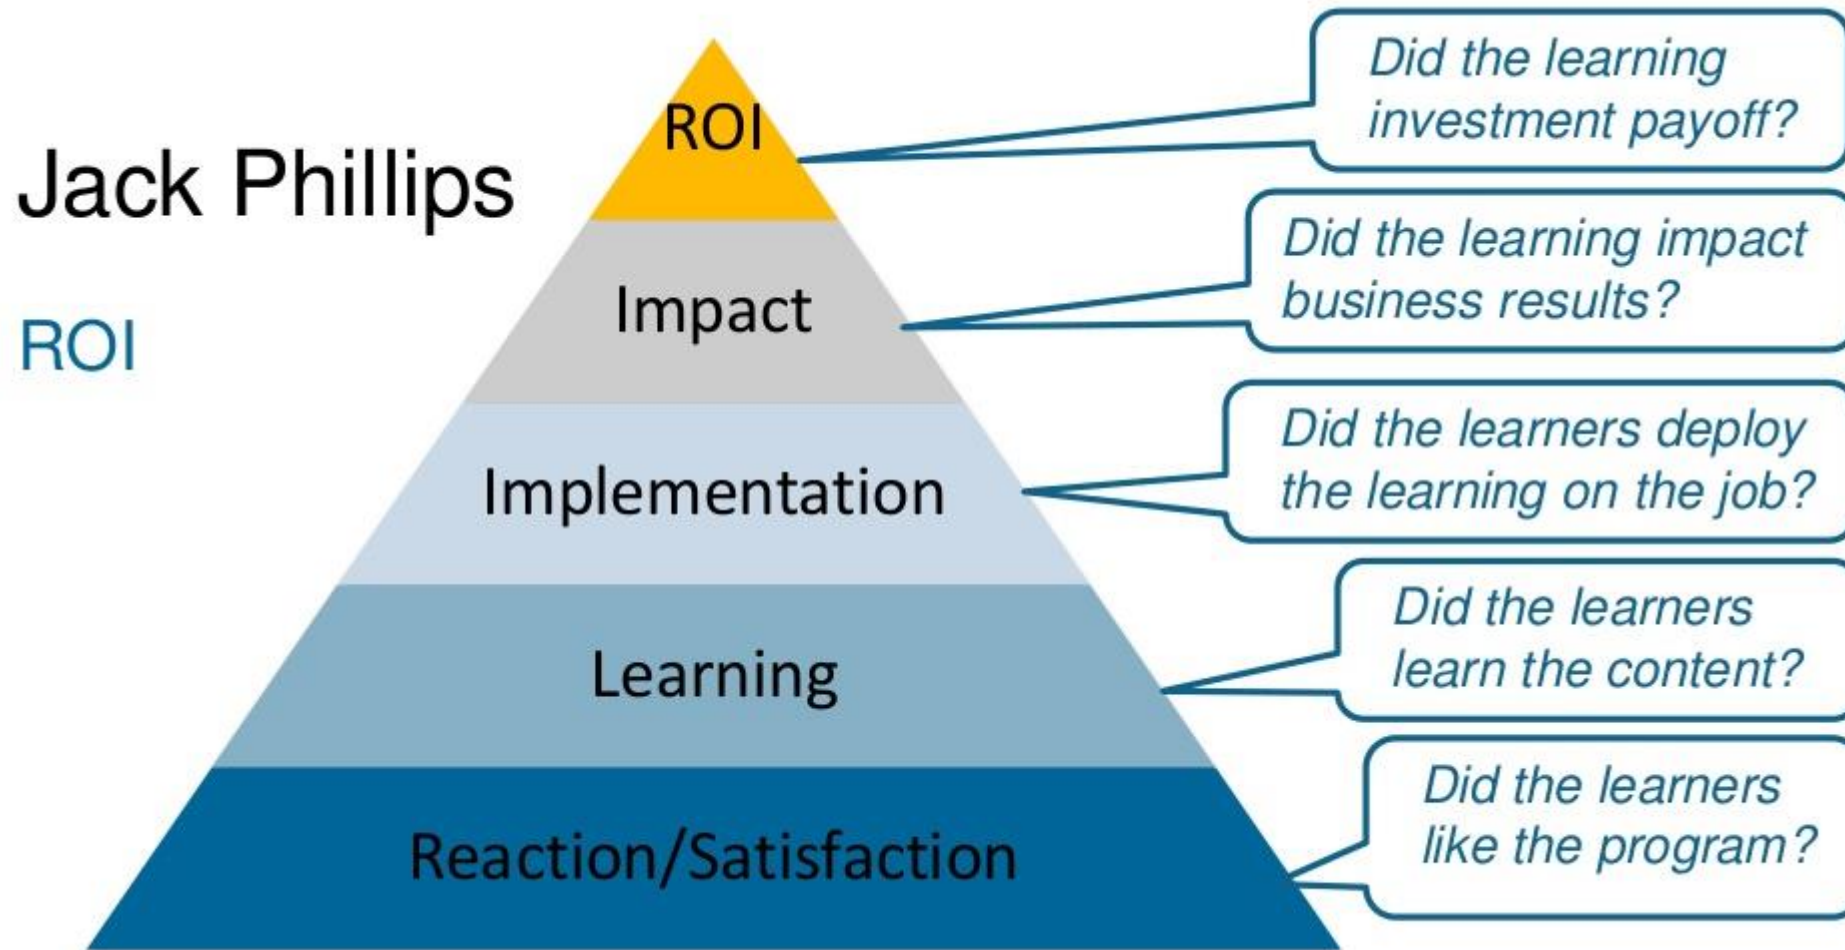 Jack Phillips
ROI
ROI
Did the learning
investment payoff?
Impact
Did the learning impact
business results?
Implementation
Did the learners deploy
the learning on the job?
Learning
Did the learners
learn the content?
Reaction/Satisfaction
Did the learners
like the program?